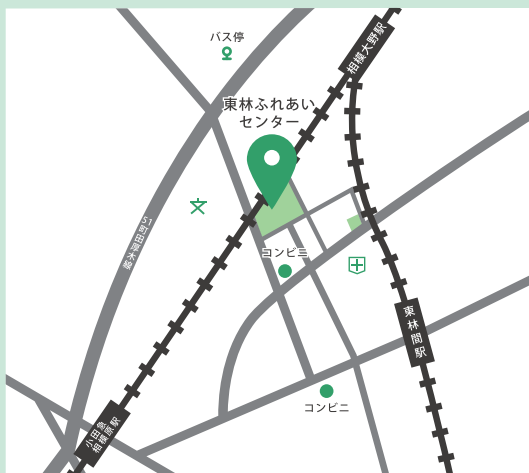 バス停
相模大野駅
東林ふれあい
センター
51町田厚木線
コンビニ
東林間駅
コンビニ
小田急
相模原駅